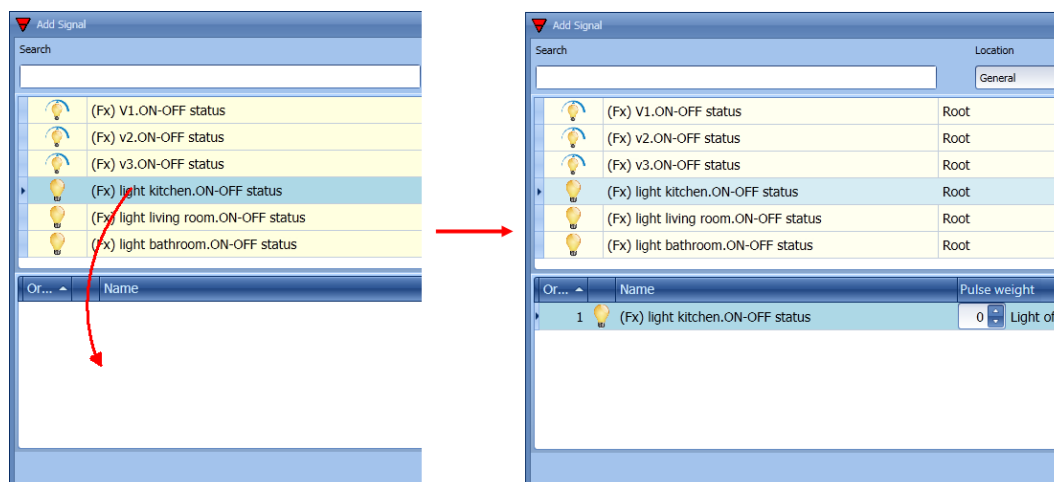 Add Signal
Search
(Fx) V1.ON-OFF status
(Fx) v2.ON-OFF status
(Fx) v3.ON-OFF status
(Fx) light kitchen.ON-OFF status
(Fx) light living room.ON-OFF status
(Fx) light bathroom.ON-OFF status
Or... Name
Add Signal
Search Location
General
(Fx) V1.ON-OFF status Root
(Fx) v2.ON-OFF status Root
(Fx) v3.ON-OFF status Root
(Fx) light kitchen.ON-OFF status Root
(Fx) light living room.ON-OFF status Root
(Fx) light bathroom.ON-OFF status Root
Or... Name Pulse weight
1 (Fx) light kitchen.ON-OFF status 0 Light of